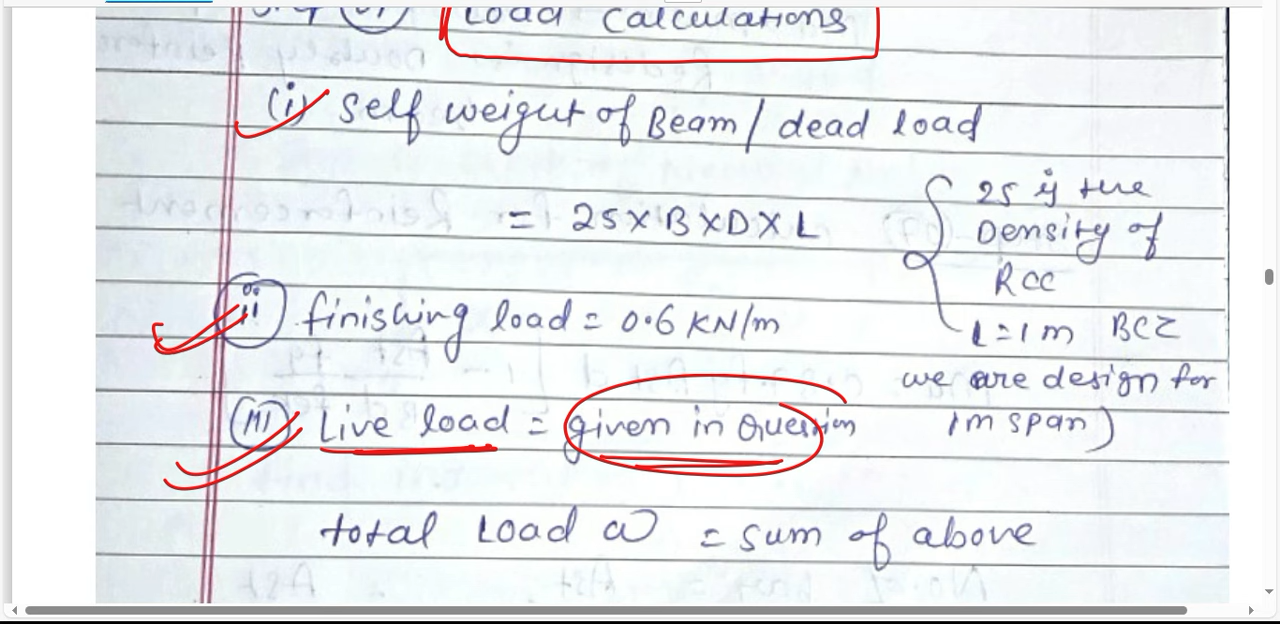 Load Calculations
(i) Self weigut of Beam / dead load
= 25 X B X D X L { 25 is the
Density of
RCC
(ii) finishing load = 0.6 KN/m L = 1 m BCZ
we are design for
(iii) Live load = given in Question 1m span)
total Load ω = sum of above